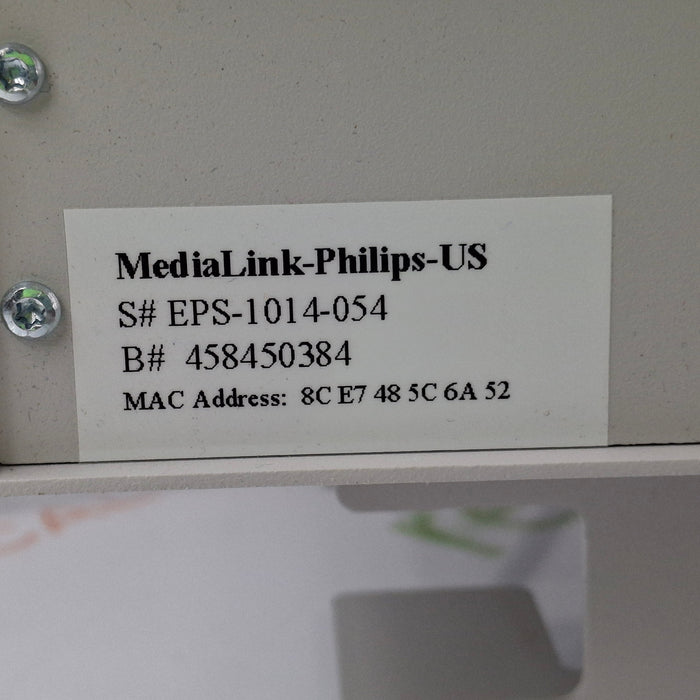 MediaLink-Philips-US
S# EPS-1014-054
B# 458450384
MAC Address: 8C E7 48 5C 6A 52